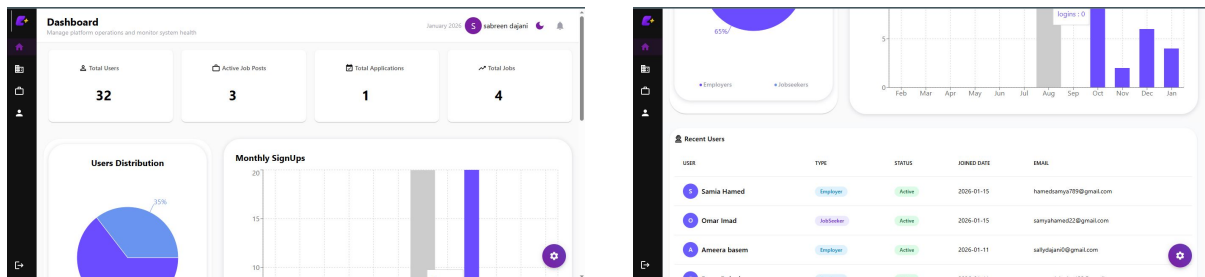 Dashboard
Manage platform operations and monitor system health
January 2026 S sabreen dajani
Total Users
32
Active Job Posts
3
Total Applications
1
Total Jobs
4
Users Distribution
35%
Monthly SignUps
20
15
10
65%
Employers Jobseekers
logins : 0
5
0
Feb Mar Apr May Jun Jul Aug Sep Oct Nov Dec Jan
Recent Users
USER TYPE STATUS JOINED DATE EMAIL
S Samia Hamed Employer Active 2026-01-15 hamedsamya789@gmail.com
O Omar Imad JobSeeker Active 2026-01-15 samyahamed22@gmail.com
A Ameera basem Employer Active 2026-01-11 sallydajani0@gmail.com